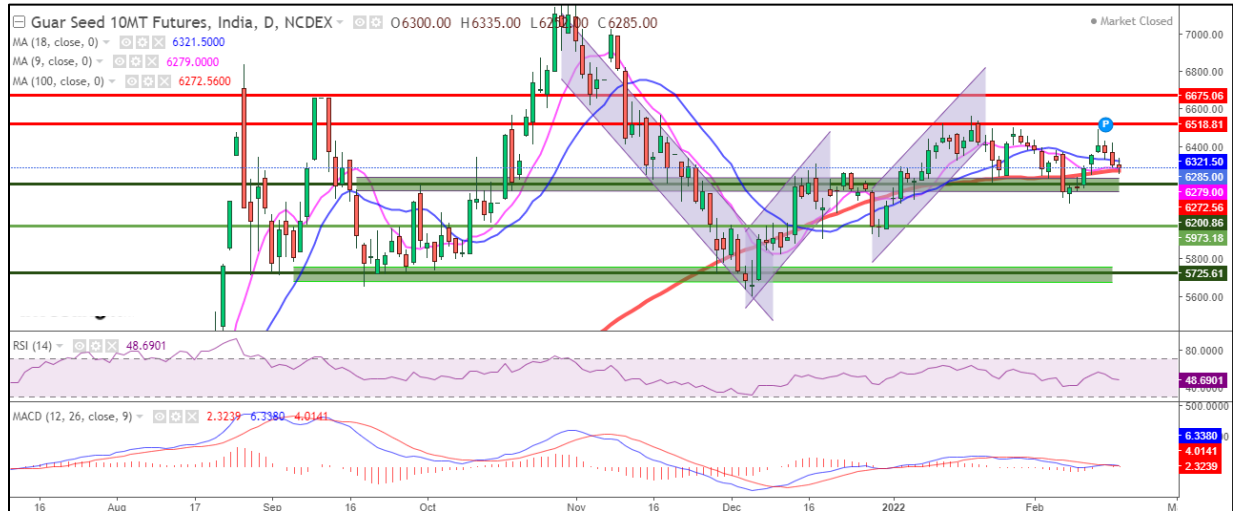 Guar Seed 10MT Futures, India, D, NCDEX O6300.00 H6335.00 L6252.00 C6285.00 Market Closed
MA (18, close, 0) 6321.5000
MA (9, close, 0) 6279.0000
MA (100, close, 0) 6272.5600
7000.00
6800.00
6675.06
6600.00
6518.81
P
6400.00
6321.50
6285.00
6279.00
6272.56
6200.86
5973.18
5800.00
5725.61
5600.00
RSI (14) 48.6901
80.0000
48.6901
40.0000
MACD (12, 26, close, 9) 2.3239 6.3380 4.0141
500.0000
6.3380
4.0141
2.3239
16 Aug 17 Sep 16 Oct Nov 16 Dec 16 2022 Feb